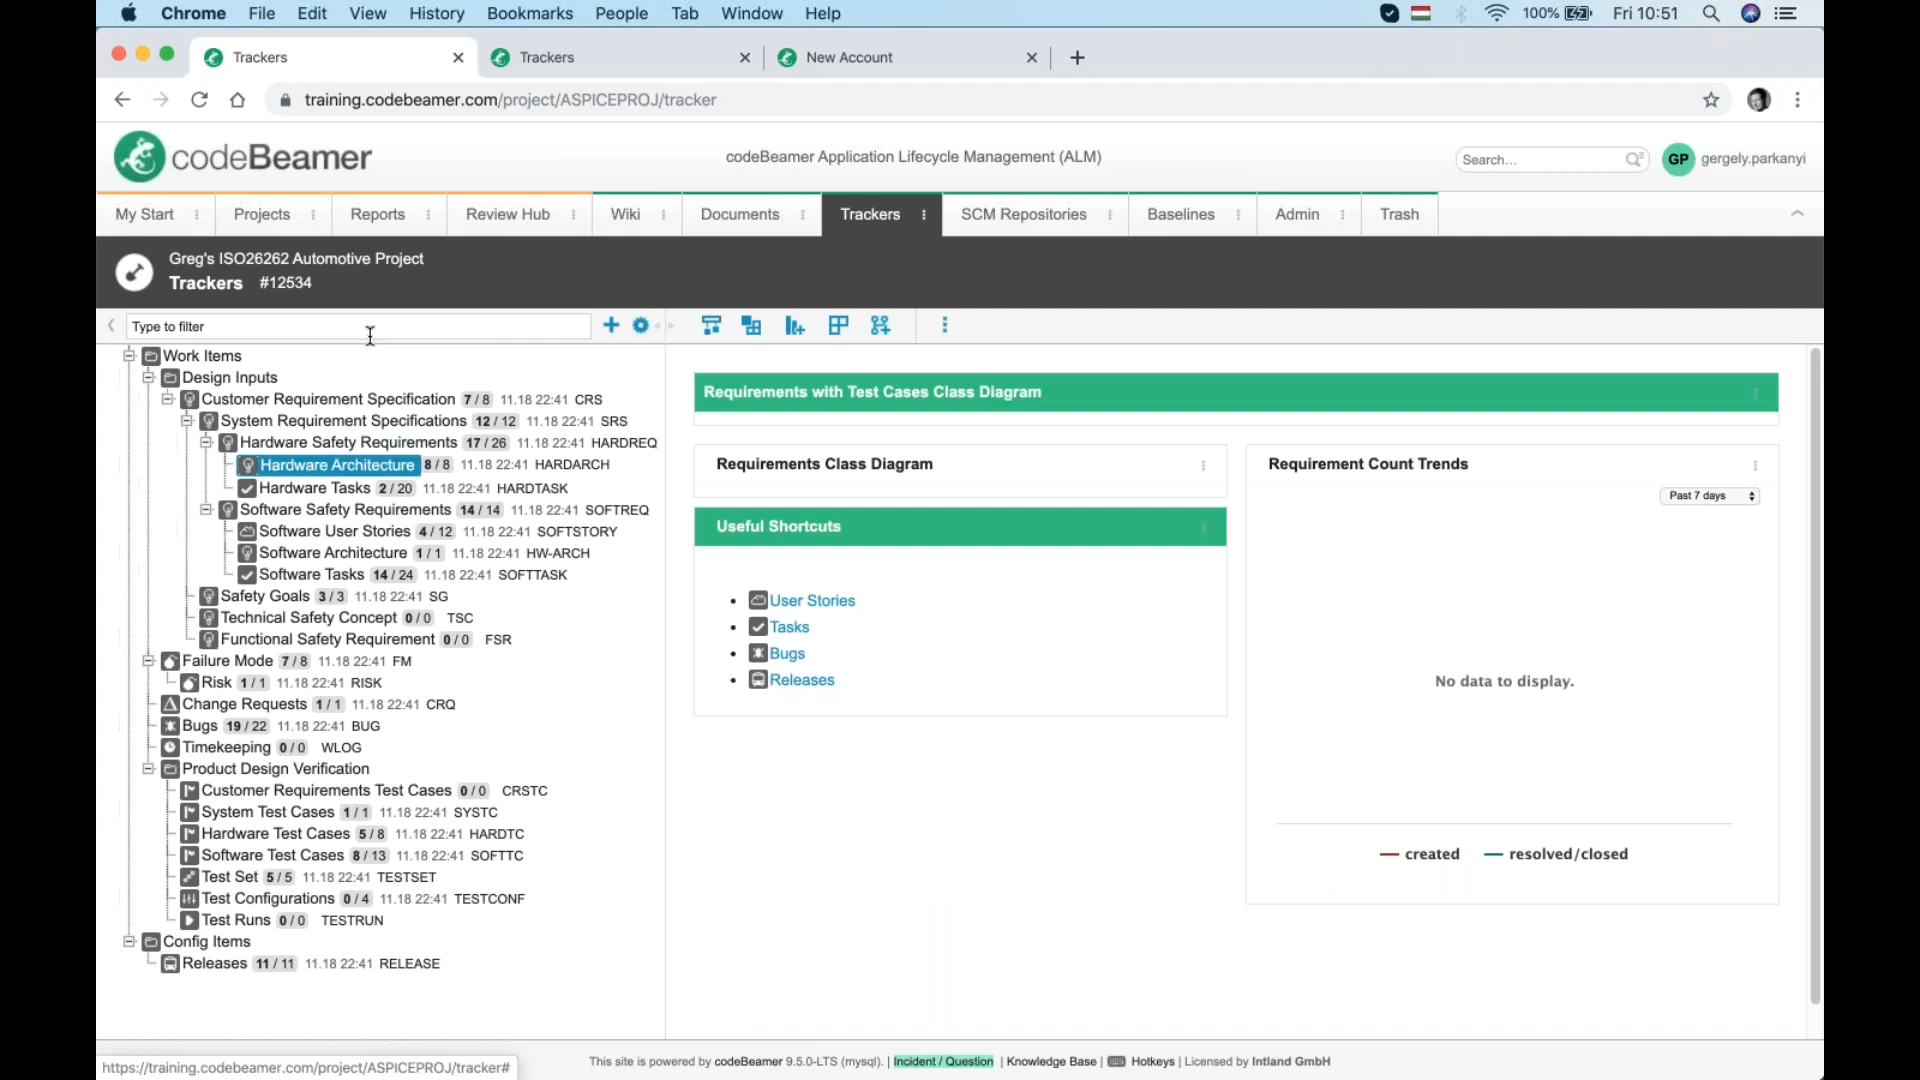 Chrome File Edit View History Bookmarks People Tab Window Help 100% Fri 10:51
Trackers Trackers New Account
training.codebeamer.com/project/ASPICEPROJ/tracker
codeBeamer codeBeamer Application Lifecycle Management (ALM) Search... GP gergely.parkanyi
My Start Projects Reports Review Hub Wiki Documents Trackers SCM Repositories Baselines Admin Trash
Greg's ISO26262 Automotive Project
Trackers #12534
Type to filter
Work Items
Design Inputs
Customer Requirement Specification 7 / 8 11.18 22:41 CRS
System Requirement Specifications 12 / 12 11.18 22:41 SRS
Hardware Safety Requirements 17 / 26 11.18 22:41 HARDREQ
Hardware Architecture 8 / 8 11.18 22:41 HARDARCH
Hardware Tasks 2 / 20 11.18 22:41 HARDTASK
Software Safety Requirements 14 / 14 11.18 22:41 SOFTREQ
Software User Stories 4 / 12 11.18 22:41 SOFTSTORY
Software Architecture 1 / 1 11.18 22:41 HW-ARCH
Software Tasks 14 / 24 11.18 22:41 SOFTTASK
Safety Goals 3 / 3 11.18 22:41 SG
Technical Safety Concept 0 / 0 TSC
Functional Safety Requirement 0 / 0 FSR
Failure Mode 7 / 8 11.18 22:41 FM
Risk 1 / 1 11.18 22:41 RISK
Change Requests 1 / 1 11.18 22:41 CRQ
Bugs 19 / 22 11.18 22:41 BUG
Timekeeping 0 / 0 WLOG
Product Design Verification
Customer Requirements Test Cases 0 / 0 CRSTC
System Test Cases 1 / 1 11.18 22:41 SYSTC
Hardware Test Cases 5 / 8 11.18 22:41 HARDTC
Software Test Cases 8 / 13 11.18 22:41 SOFTTC
Test Set 5 / 5 11.18 22:41 TESTSET
Test Configurations 0 / 4 11.18 22:41 TESTCONF
Test Runs 0 / 0 TESTRUN
Config Items
Releases 11 / 11 11.18 22:41 RELEASE
Requirements with Test Cases Class Diagram
Requirements Class Diagram
Useful Shortcuts
• User Stories
• Tasks
• Bugs
• Releases
Requirement Count Trends
Past 7 days
No data to display.
created resolved/closed
https://training.codebeamer.com/project/ASPICEPROJ/tracker#
This site is powered by codeBeamer 9.5.0-LTS (mysql). | Incident / Question | Knowledge Base | Hotkeys | Licensed by Intland GmbH